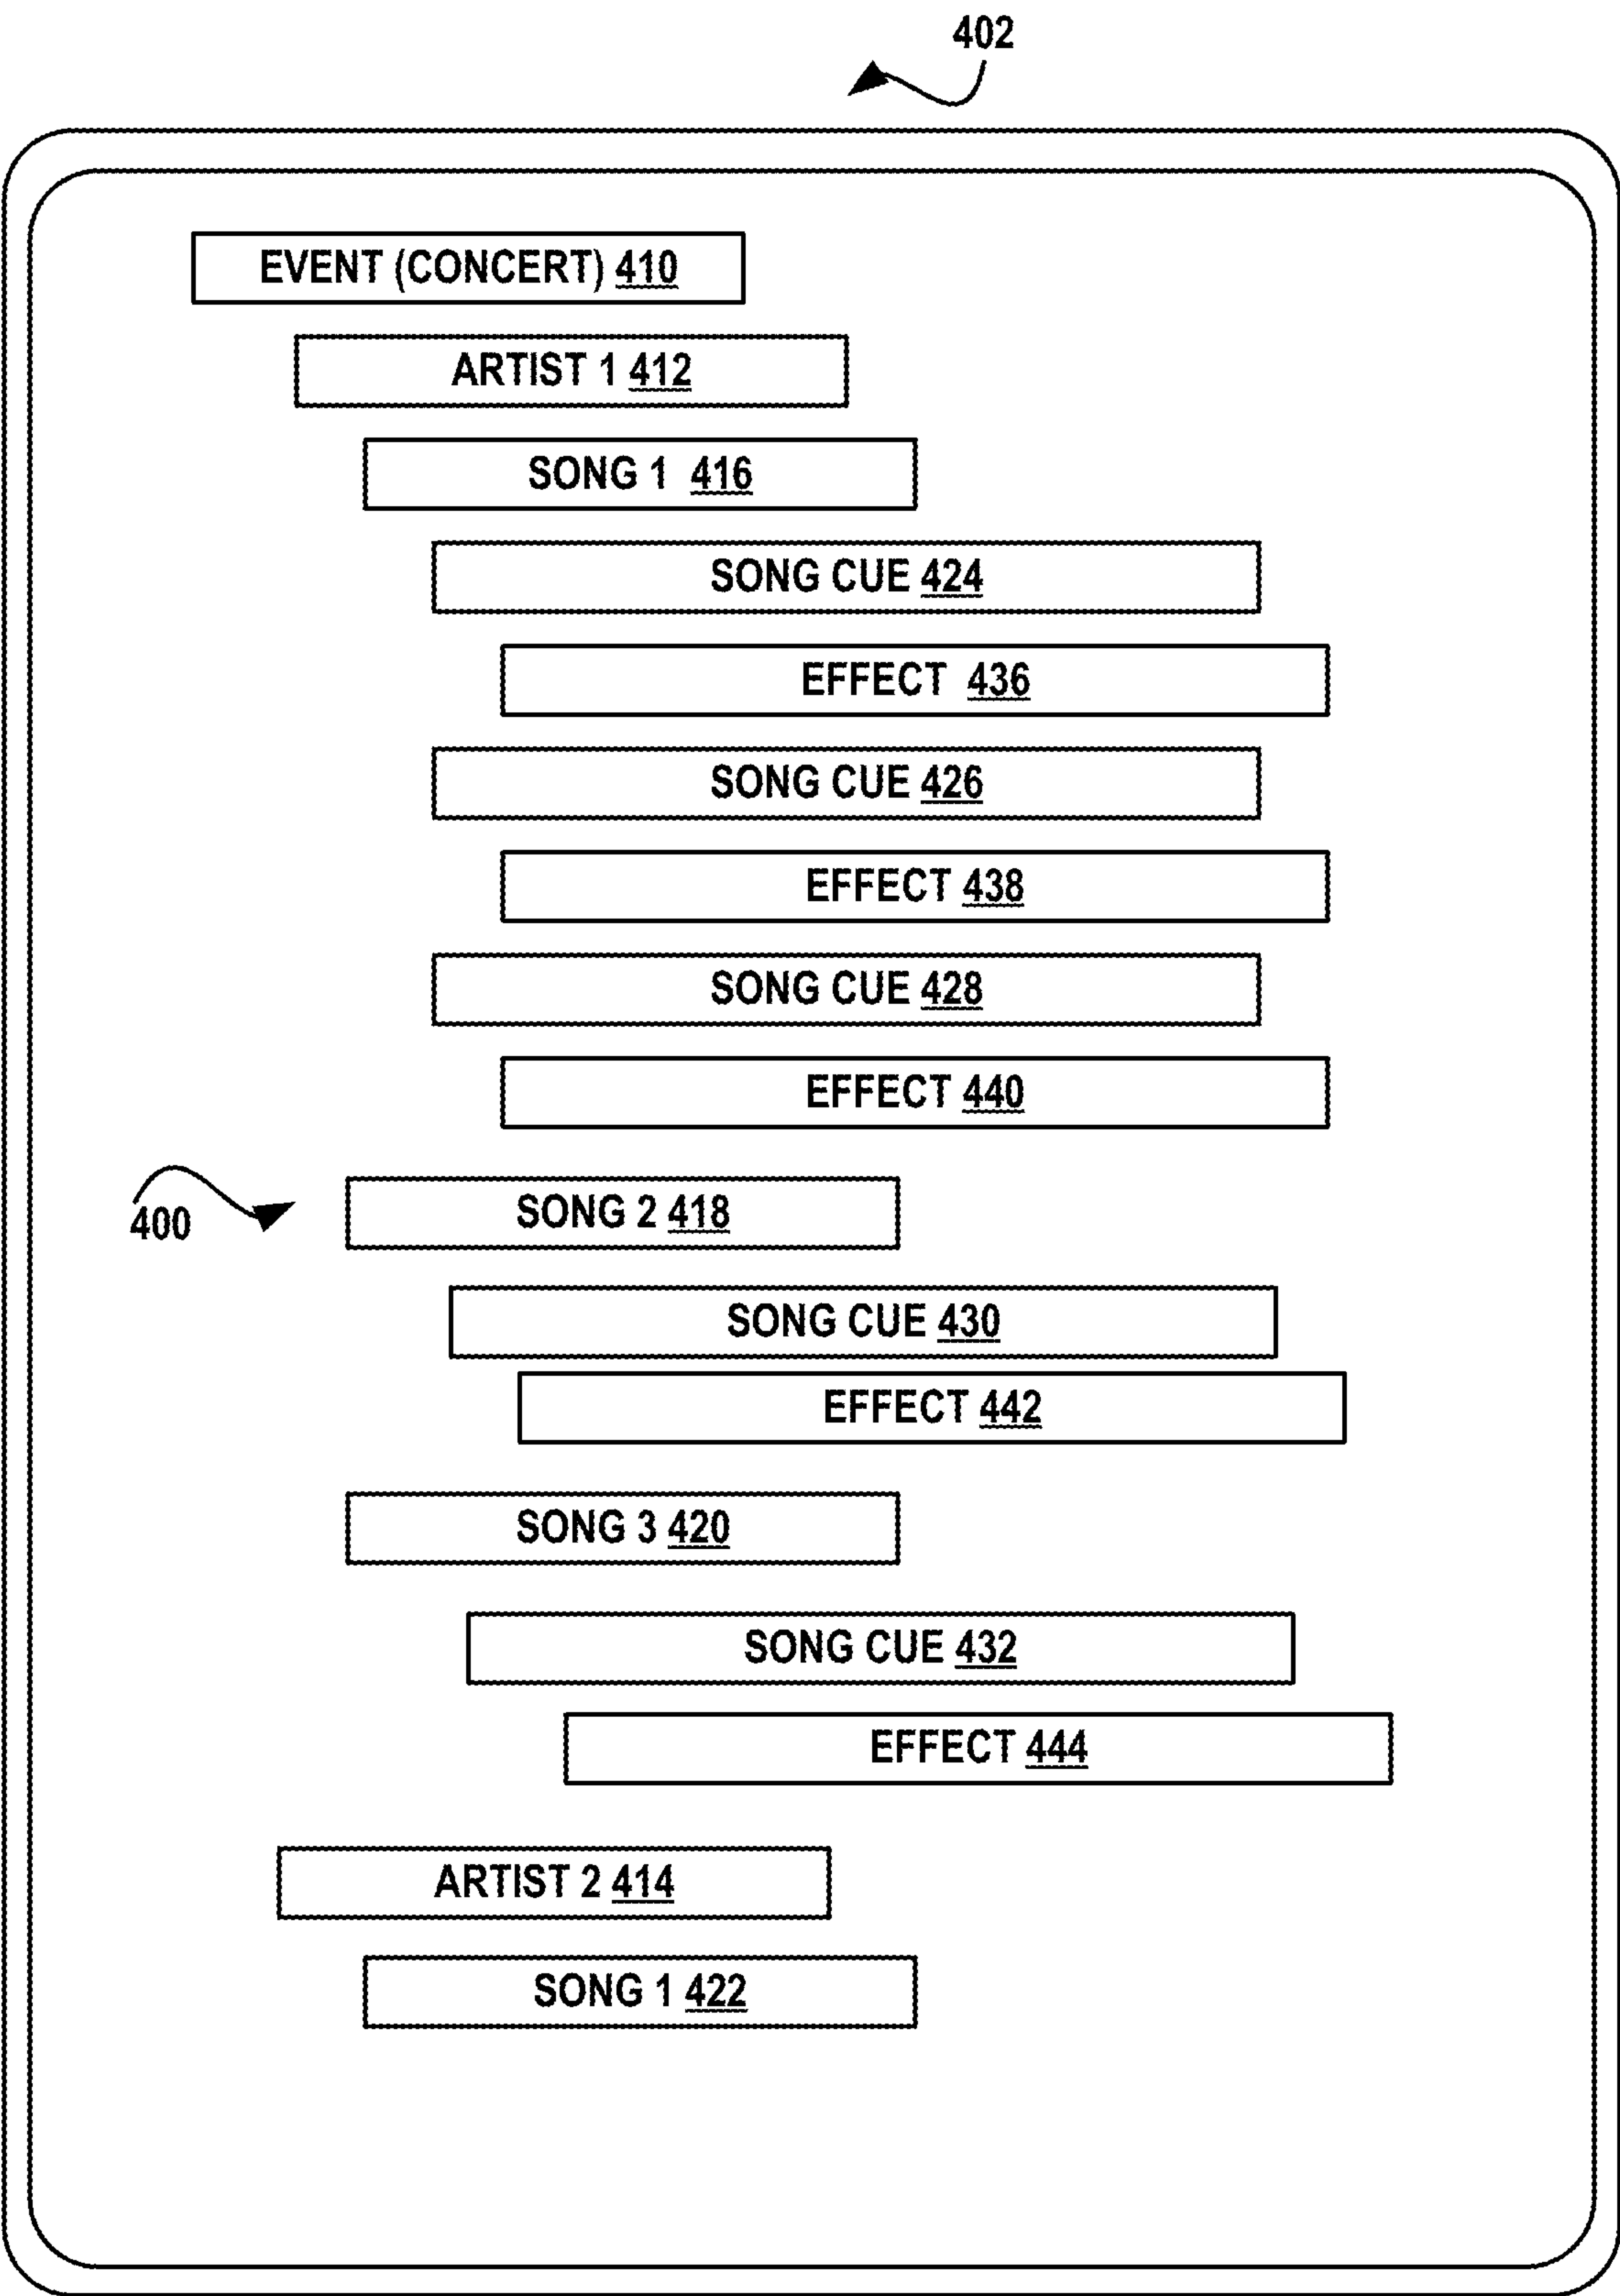 402
EVENT (CONCERT) 410
ARTIST 1 412
SONG 1 416
SONG CUE 424
EFFECT 436
SONG CUE 426
EFFECT 438
SONG CUE 428
EFFECT 440
400
SONG 2 418
SONG CUE 430
EFFECT 442
SONG 3 420
SONG CUE 432
EFFECT 444
ARTIST 2 414
SONG 1 422